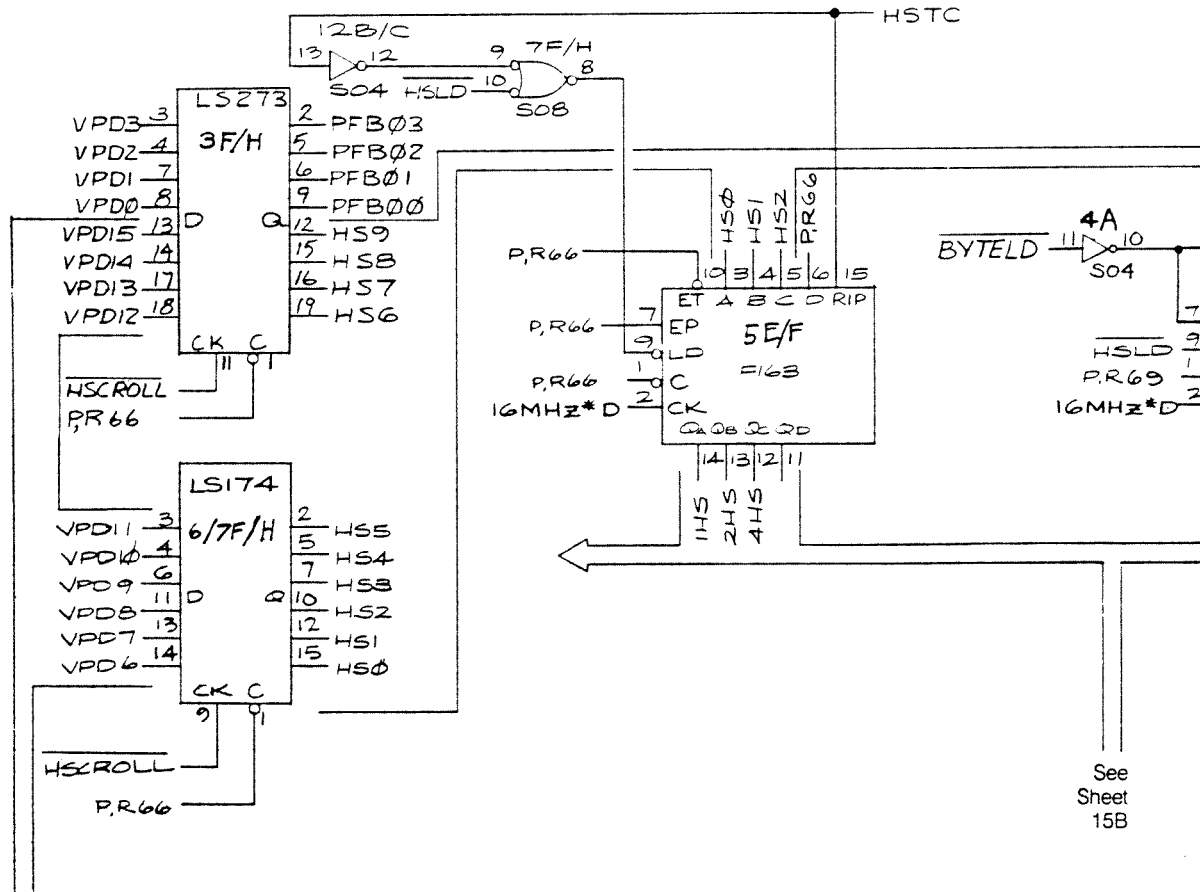 HSTC
12B/C
13 12
S04
HSLD
9 7F/H
10 8
S08
LS273
3F/H
VPD3 3 2 PFBØ3
VPD2 4 5 PFBØ2
VPD1 7 6 PFBØ1
VPDØ 8 9 PFBØØ
D Q
VPD15 13 12 HS9
VPD14 14 15 HS8
VPD13 17 16 HS7
VPD12 18 19 HS6
CK C
11 1
HSCROLL
P,R66
LS174
6/7F/H
VPD11 3 2 HS5
VPD1Ø 4 5 HS4
VPD9 6 7 HS3
VPD8 11 D Q 10 HS2
VPD7 13 12 HS1
VPD6 14 15 HSØ
CK C
9 1
HSCROLL
P,R66
HSØ HS1 HS2 P,R66
P,R66
10 3 4 5 6 15
ET A B C D RIP
P,R66 7 EP
5E/F
9 LD
F163
P,R66 1 C
16MHz*D 2 CK
QA QB QC QD
14 13 12 11
1HS 2HS 4HS
4A
BYTELD 11 10
S04
7
HSLD 9
P,R69 1
16MHz*D 2
See
Sheet
15B